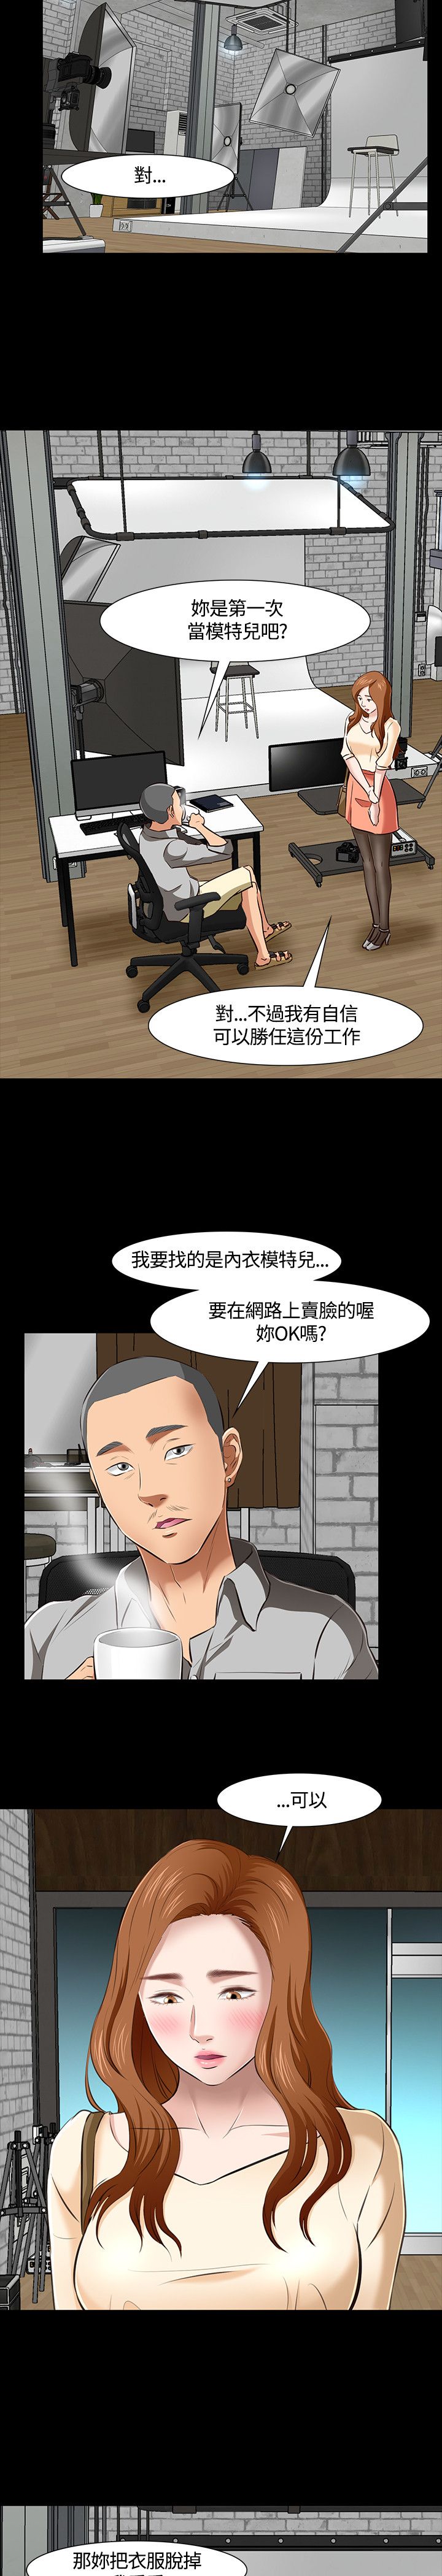 對...
妳是第一次
當模特兒吧?
對...不過我有自信
可以勝任這份工作
我要找的是內衣模特兒...
要在網路上賣臉的喔
妳OK嗎?
...可以
那妳把衣服脫掉